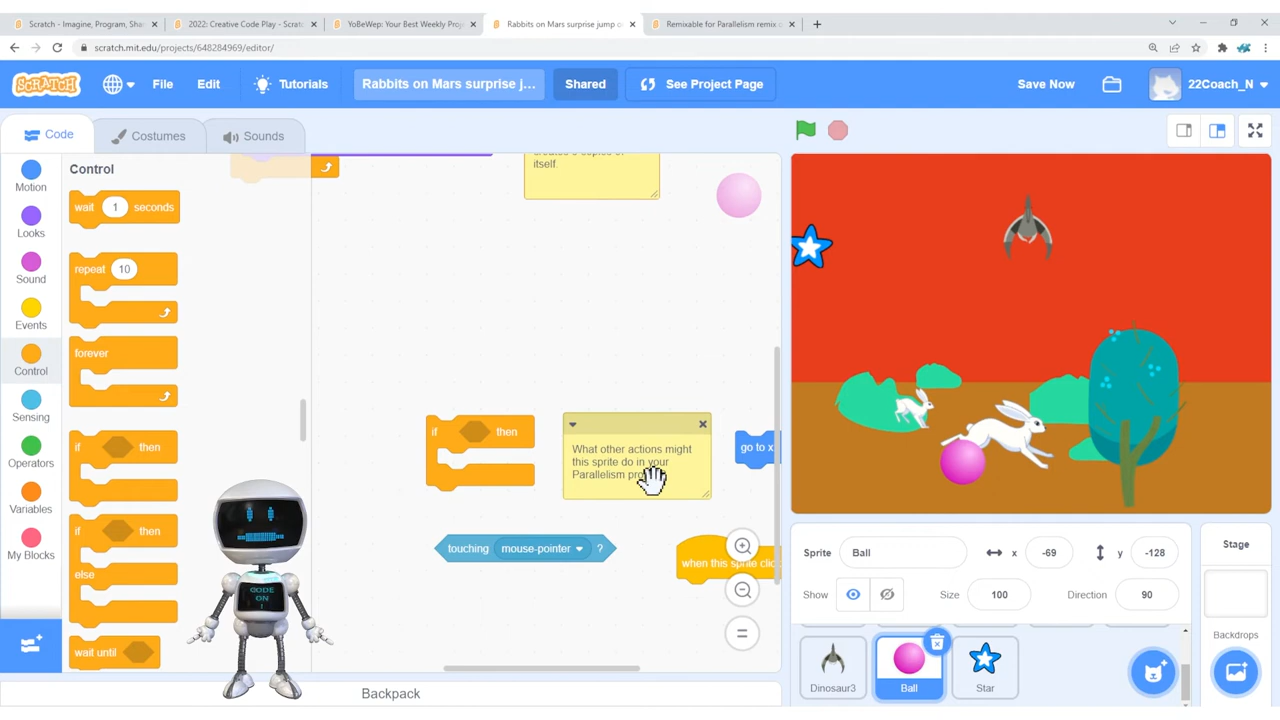 Scratch - Imagine, Program, Sha
2022: Creative Code Play - Scratc
YoBeWep: Your Best Weekly Projec
Rabbits on Mars surprise jump o
Remixable for Parallelism remix o
scratch.mit.edu/projects/648284969/editor/
SCRATCH
File
Edit
Tutorials
Rabbits on Mars surprise j...
Shared
See Project Page
Save Now
22Coach_N
Code
Costumes
Sounds
Motion
Looks
Sound
Events
Control
Sensing
Operators
Variables
My Blocks
Control
wait 1 seconds
repeat 10
forever
if then
if then
else
wait until
CODE
ON
!
itself.
if then
What other actions might
this sprite do in your
Parallelism
go to x
touching mouse-pointer ?
when this sprite clic
Backpack
Sprite Ball x -69 y -128
Show Size 100 Direction 90
Dinosaur3
Ball
Star
Stage
Backdrops